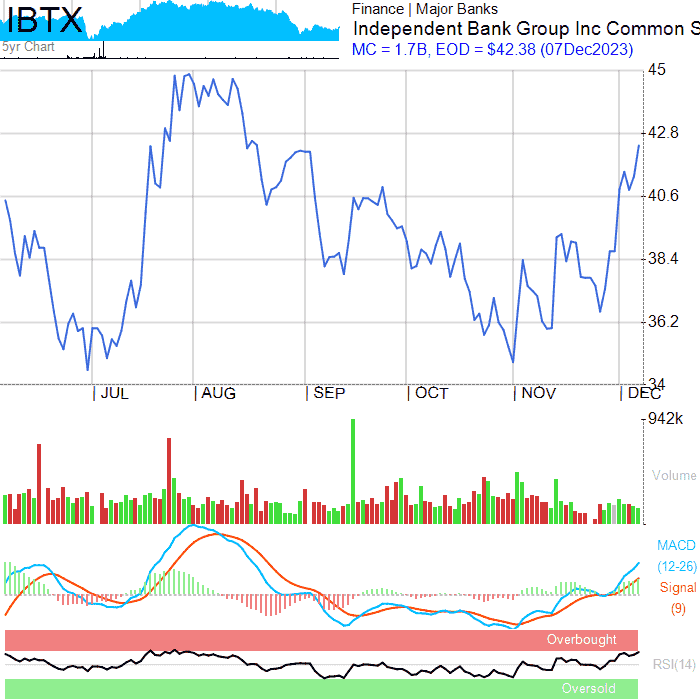 IBTX
5yr Chart
Finance | Major Banks
Independent Bank Group Inc Common S
MC = 1.7B, EOD = $42.38 (07Dec2023)
45
42.8
40.6
38.4
36.2
34
JUL AUG SEP OCT NOV DEC
942k
Volume
MACD
(12-26)
Signal
(9)
Overbought
RSI(14)
Oversold